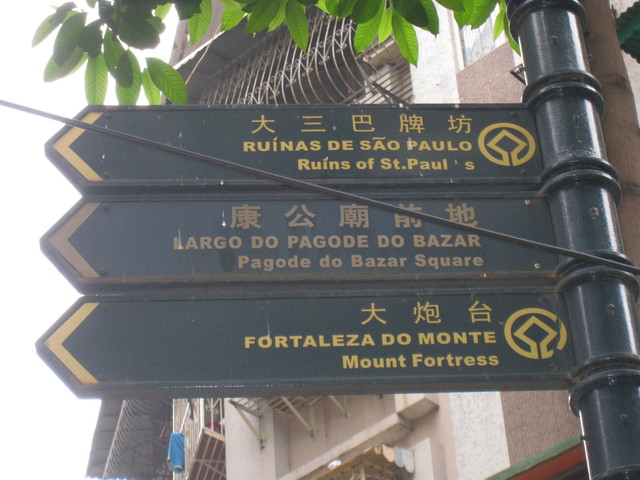 大三巴牌坊
RUÍNAS DE SÃO PAULO
Ruíns of St.Paul's
康公廟前地
LARGO DO PAGODE DO BAZAR
Pagode do Bazar Square
大炮台
FORTALEZA DO MONTE
Mount Fortress